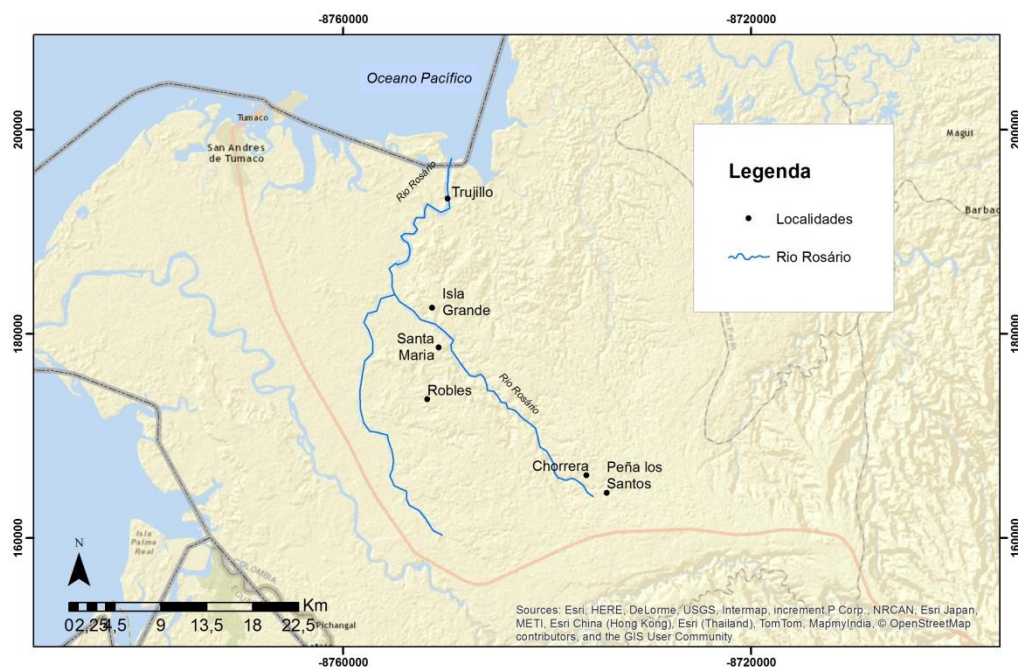 -8760000
-8720000
Oceano Pacífico
200000
200000
Tumaco
San Andres
de Tumaco
Magüí
Rio Rosário
Trujillo
Legenda
Localidades
Rio Rosário
Barbac
Isla
Grande
180000
180000
Santa
Maria
Robles
Rio Rosário
Chorrera
Peña los
Santos
160000
160000
Isla
Palma
Real
N
COLOMBIA
Km
0 2,25 4,5 9 13,5 18 22,5
Pichangal
Sources: Esri, HERE, DeLorme, USGS, Intermap, increment P Corp., NRCAN, Esri Japan,
METI, Esri China (Hong Kong), Esri (Thailand), TomTom, MapmyIndia, © OpenStreetMap
contributors, and the GIS User Community
-8760000
-8720000